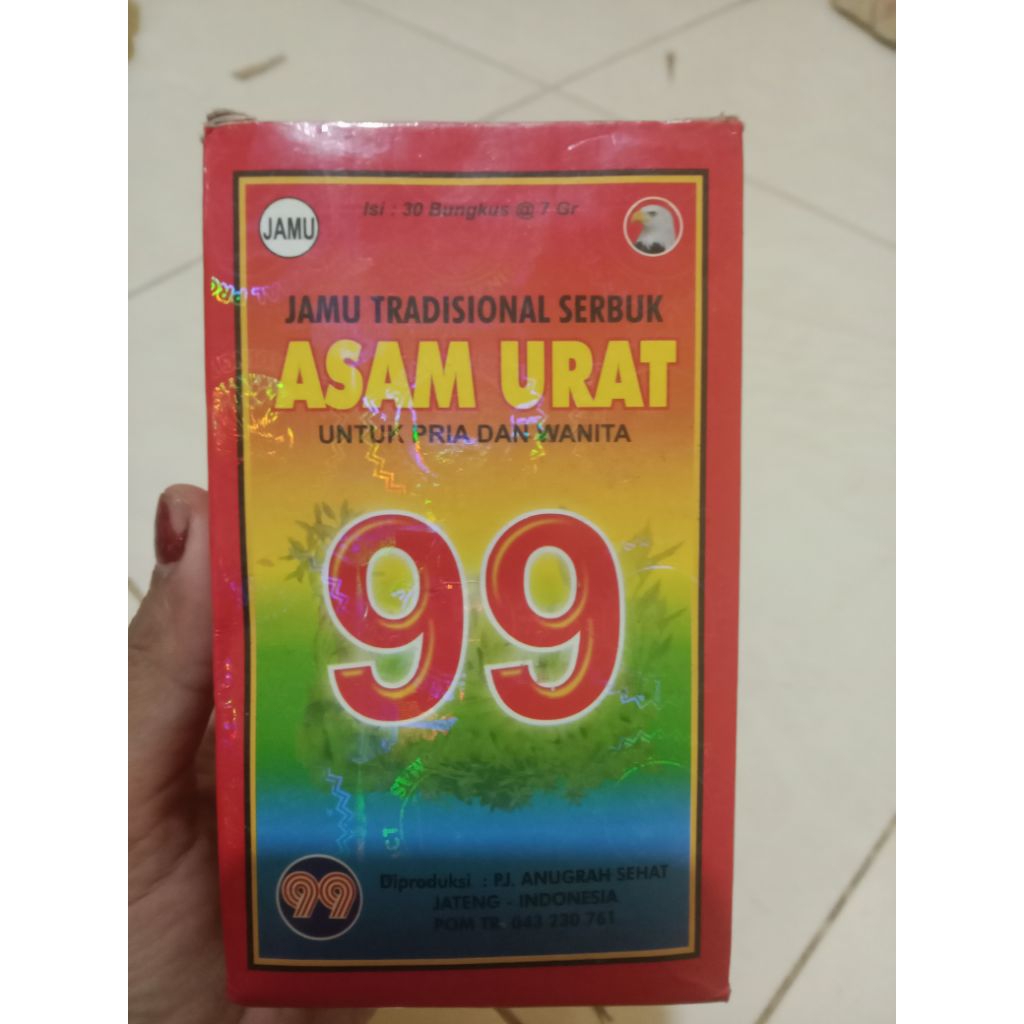 Isi : 30 Bungkus @ 7 Gr
JAMU
JAMU TRADISIONAL SERBUK
ASAM URAT
UNTUK PRIA DAN WANITA
99
99
Diproduksi : PJ. ANUGRAH SEHAT
JATENG - INDONESIA
POM TR. 043 230 761